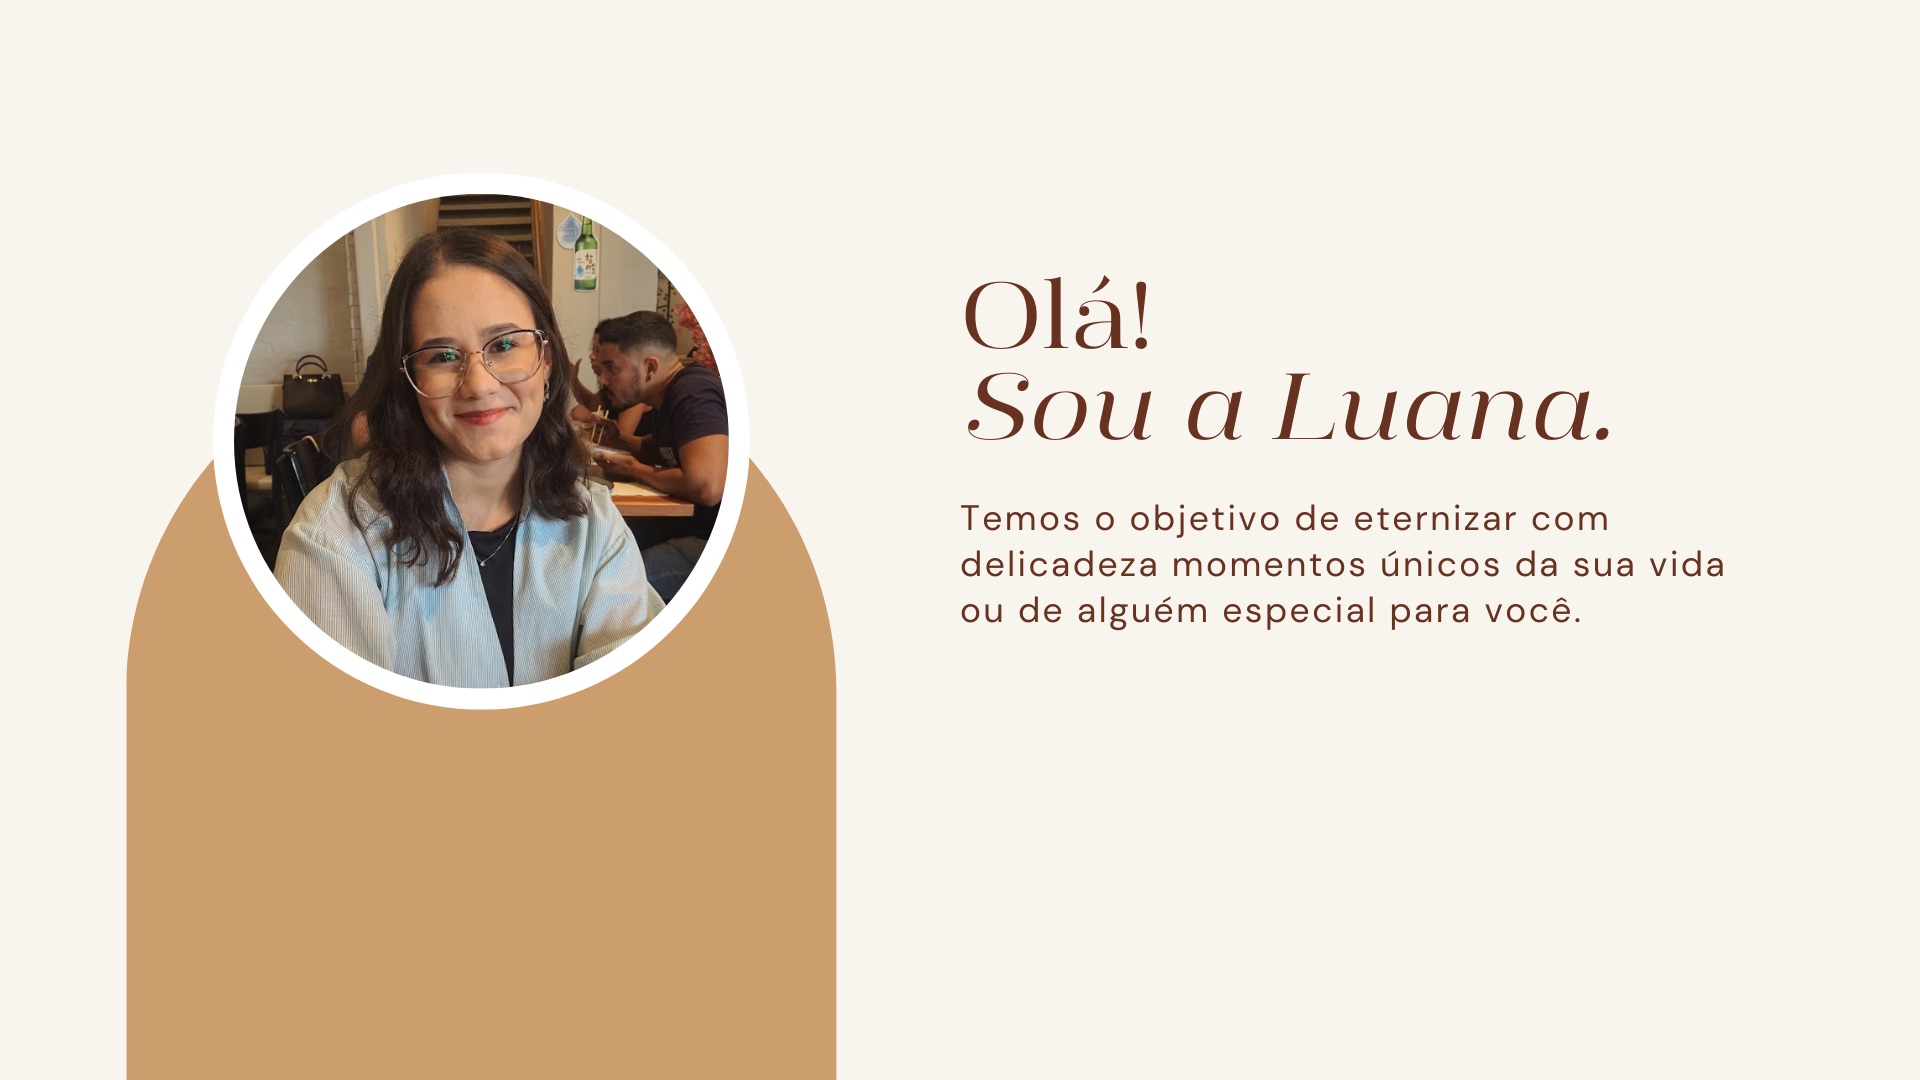 Olá!
Sou a Luana.
Temos o objetivo de eternizar com
delicadeza momentos únicos da sua vida
ou de alguém especial para você.